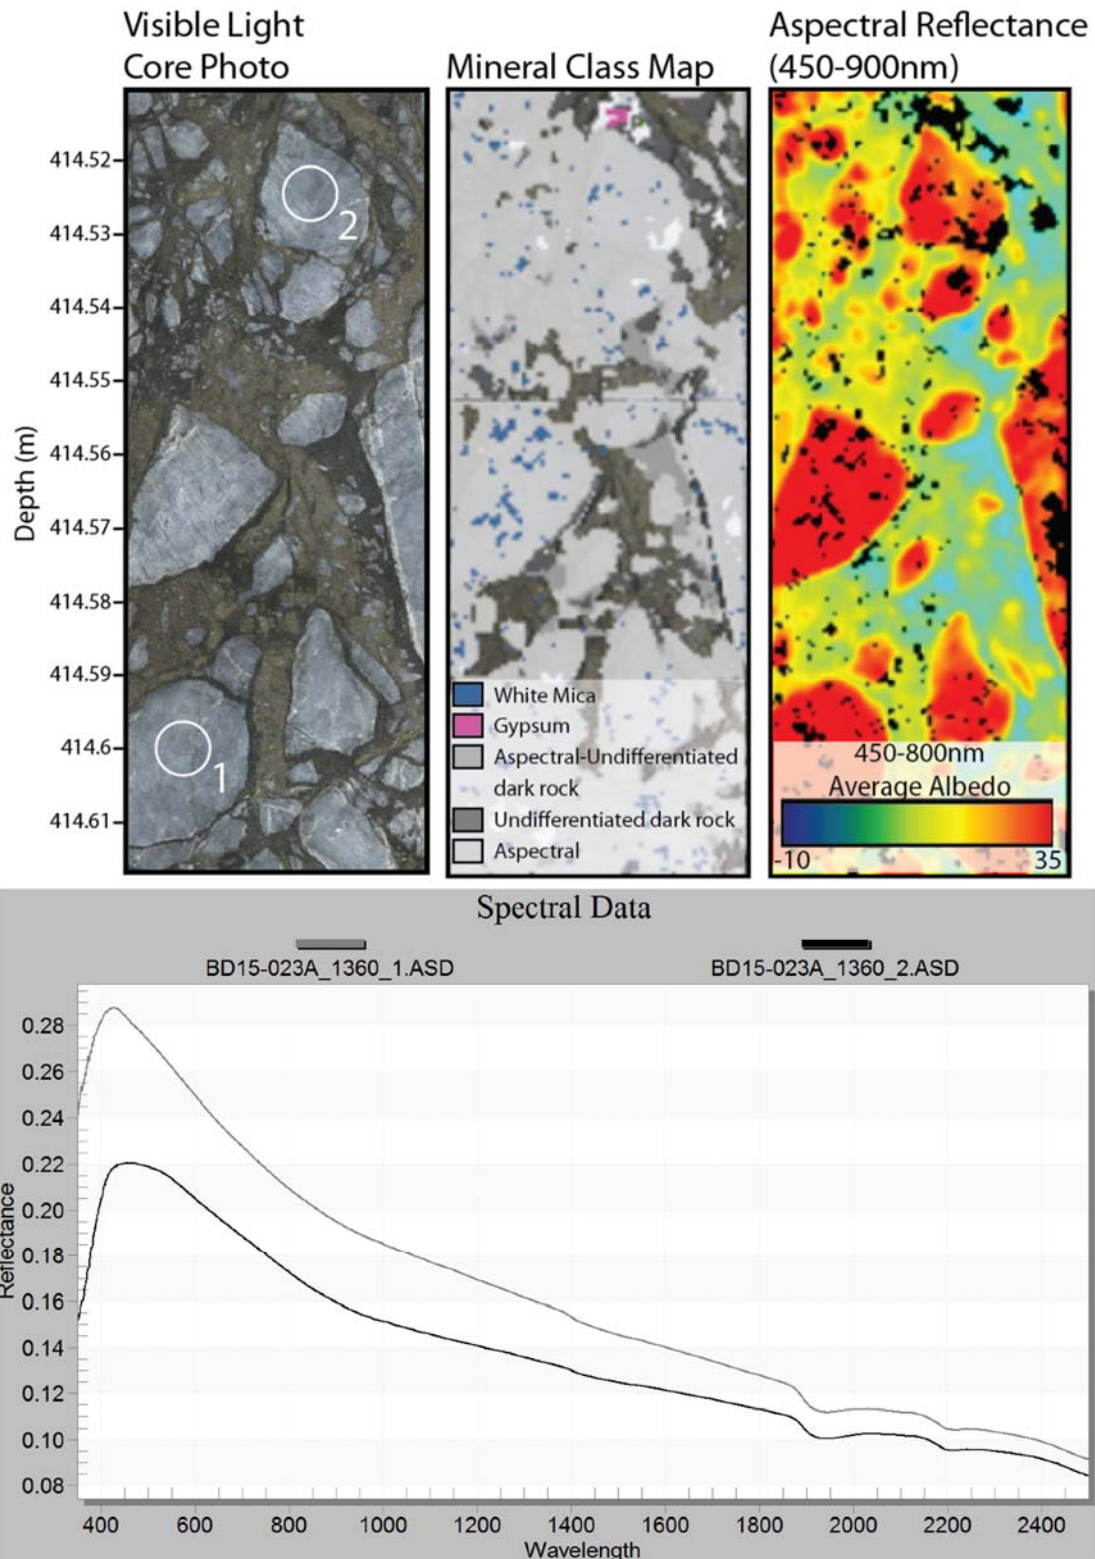 Visible Light
Core Photo
Mineral Class Map
Aspectral Reflectance
(450-900nm)
Depth (m)
414.52
414.53
414.54
414.55
414.56
414.57
414.58
414.59
414.6
414.61
2
1
White Mica
Gypsum
Aspectral-Undifferentiated
dark rock
Undifferentiated dark rock
Aspectral
450-800nm
Average Albedo
-10 35
Spectral Data
BD15-023A_1360_1.ASD BD15-023A_1360_2.ASD
Reflectance
0.28
0.26
0.24
0.22
0.20
0.18
0.16
0.14
0.12
0.10
0.08
400 600 800 1000 1200 1400 1600 1800 2000 2200 2400
Wavelength